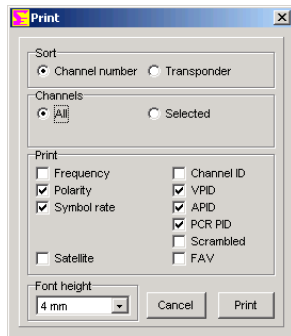 Print
Sort
Channel number Transponder
Channels
All Selected
Print
Frequency Channel ID
Polarity VPID
Symbol rate APID
PCR PID
Scrambled
Satellite FAV
Font height
4 mm Cancel Print